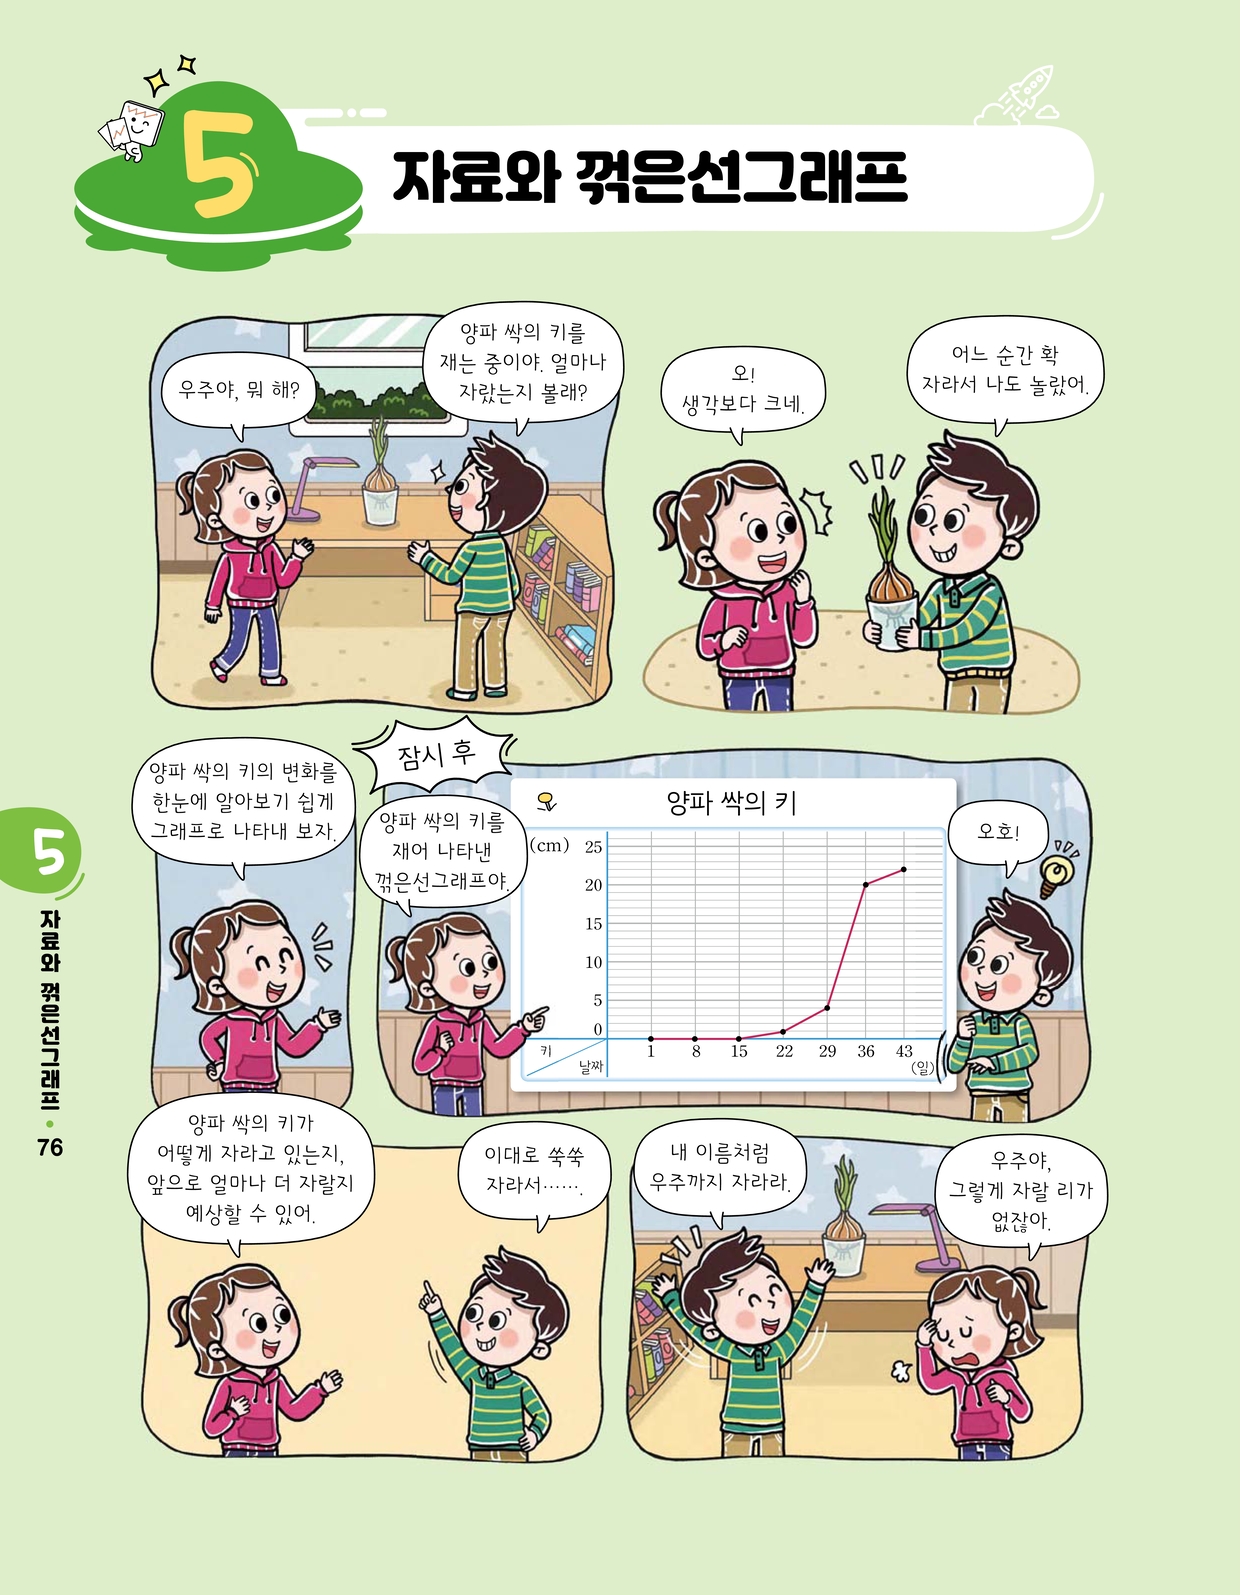 5
자료와 꺾은선그래프
우주야, 뭐 해?
양파 싹의 키를
재는 중이야. 얼마나
자랐는지 볼래?
오!
생각보다 크네.
어느 순간 확
자라서 나도 놀랐어.
양파 싹의 키의 변화를
한눈에 알아보기 쉽게
그래프로 나타내 보자.
잠시 후
양파 싹의 키를
재어 나타낸
꺾은선그래프야.
양파 싹의 키
(cm)
25
20
15
10
5
0
키
날짜
1 8 15 22 29 36 43
(일)
오호!
양파 싹의 키가
어떻게 자라고 있는지,
앞으로 얼마나 더 자랄지
예상할 수 있어.
이대로 쑥쑥
자라서…….
내 이름처럼
우주까지 자라라.
우주야,
그렇게 자랄 리가
없잖아.
5
자료와 꺾은선그래프
76